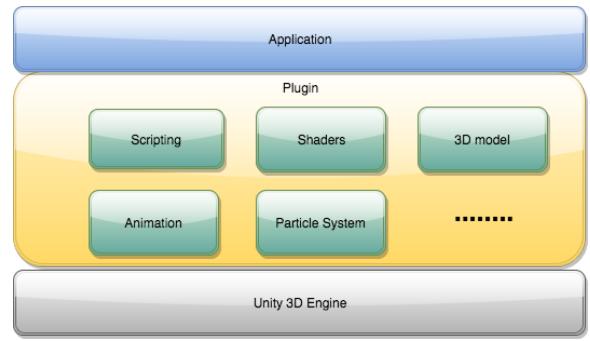 Application
Plugin
Scripting
Shaders
3D model
Animation
Particle System
........
Unity 3D Engine